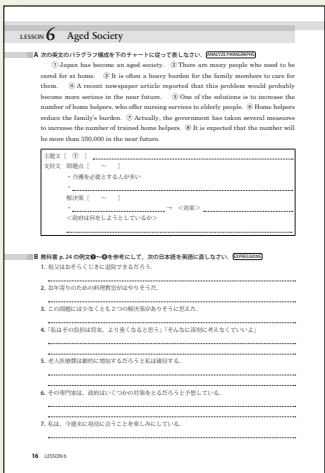 LESSON 6 Aged Society
A 次の英文のパラグラフ構成を下のチャートに従って表しなさい。 ANALYZE PARAGRAPHS
①Japan has become an aged society. ②There are many people who need to be
cared for at home. ③It is often a heavy burden for the family members to care for
them. ④A recent newspaper article reported that this problem would probably
become more serious in the near future. ⑤One of the solutions is to increase the
number of home helpers, who offer nursing services to elderly people. ⑥Home helpers
reduce the family's burden. ⑦Actually, the government has taken several measures
to increase the number of trained home helpers. ⑧It is expected that the number will
be more than 350,000 in the near future.
主題文［ ① ］
支持文 問題点［ ～ ］
・介護を必要とする人が多い
・
解決策［ ～ ］
・ → ＜効果＞
＜政府は何をしようとしているか＞
B 教科書 p. 24 の例文❶～❹を参考にして，次の日本語を英語に直しなさい。 EXPRESSIONS
1. 祖父はおそらくじきに退院できるだろう。
2. お年寄りのための料理教室がはやりそうだ。
3. この問題には少なくとも２つの解決策がありそうに思えた。
4. 「私はその負担は将来，より重くなると思う」「そんなに深刻に考えなくていいよ」
5. 老人医療費は劇的に増加するだろうと私は確信する。
6. その専門家は，政府はいくつかの対策をとるだろうと予想している。
7. 私は，今週末に祖母に会うことを楽しみにしている。
16 LESSON 6